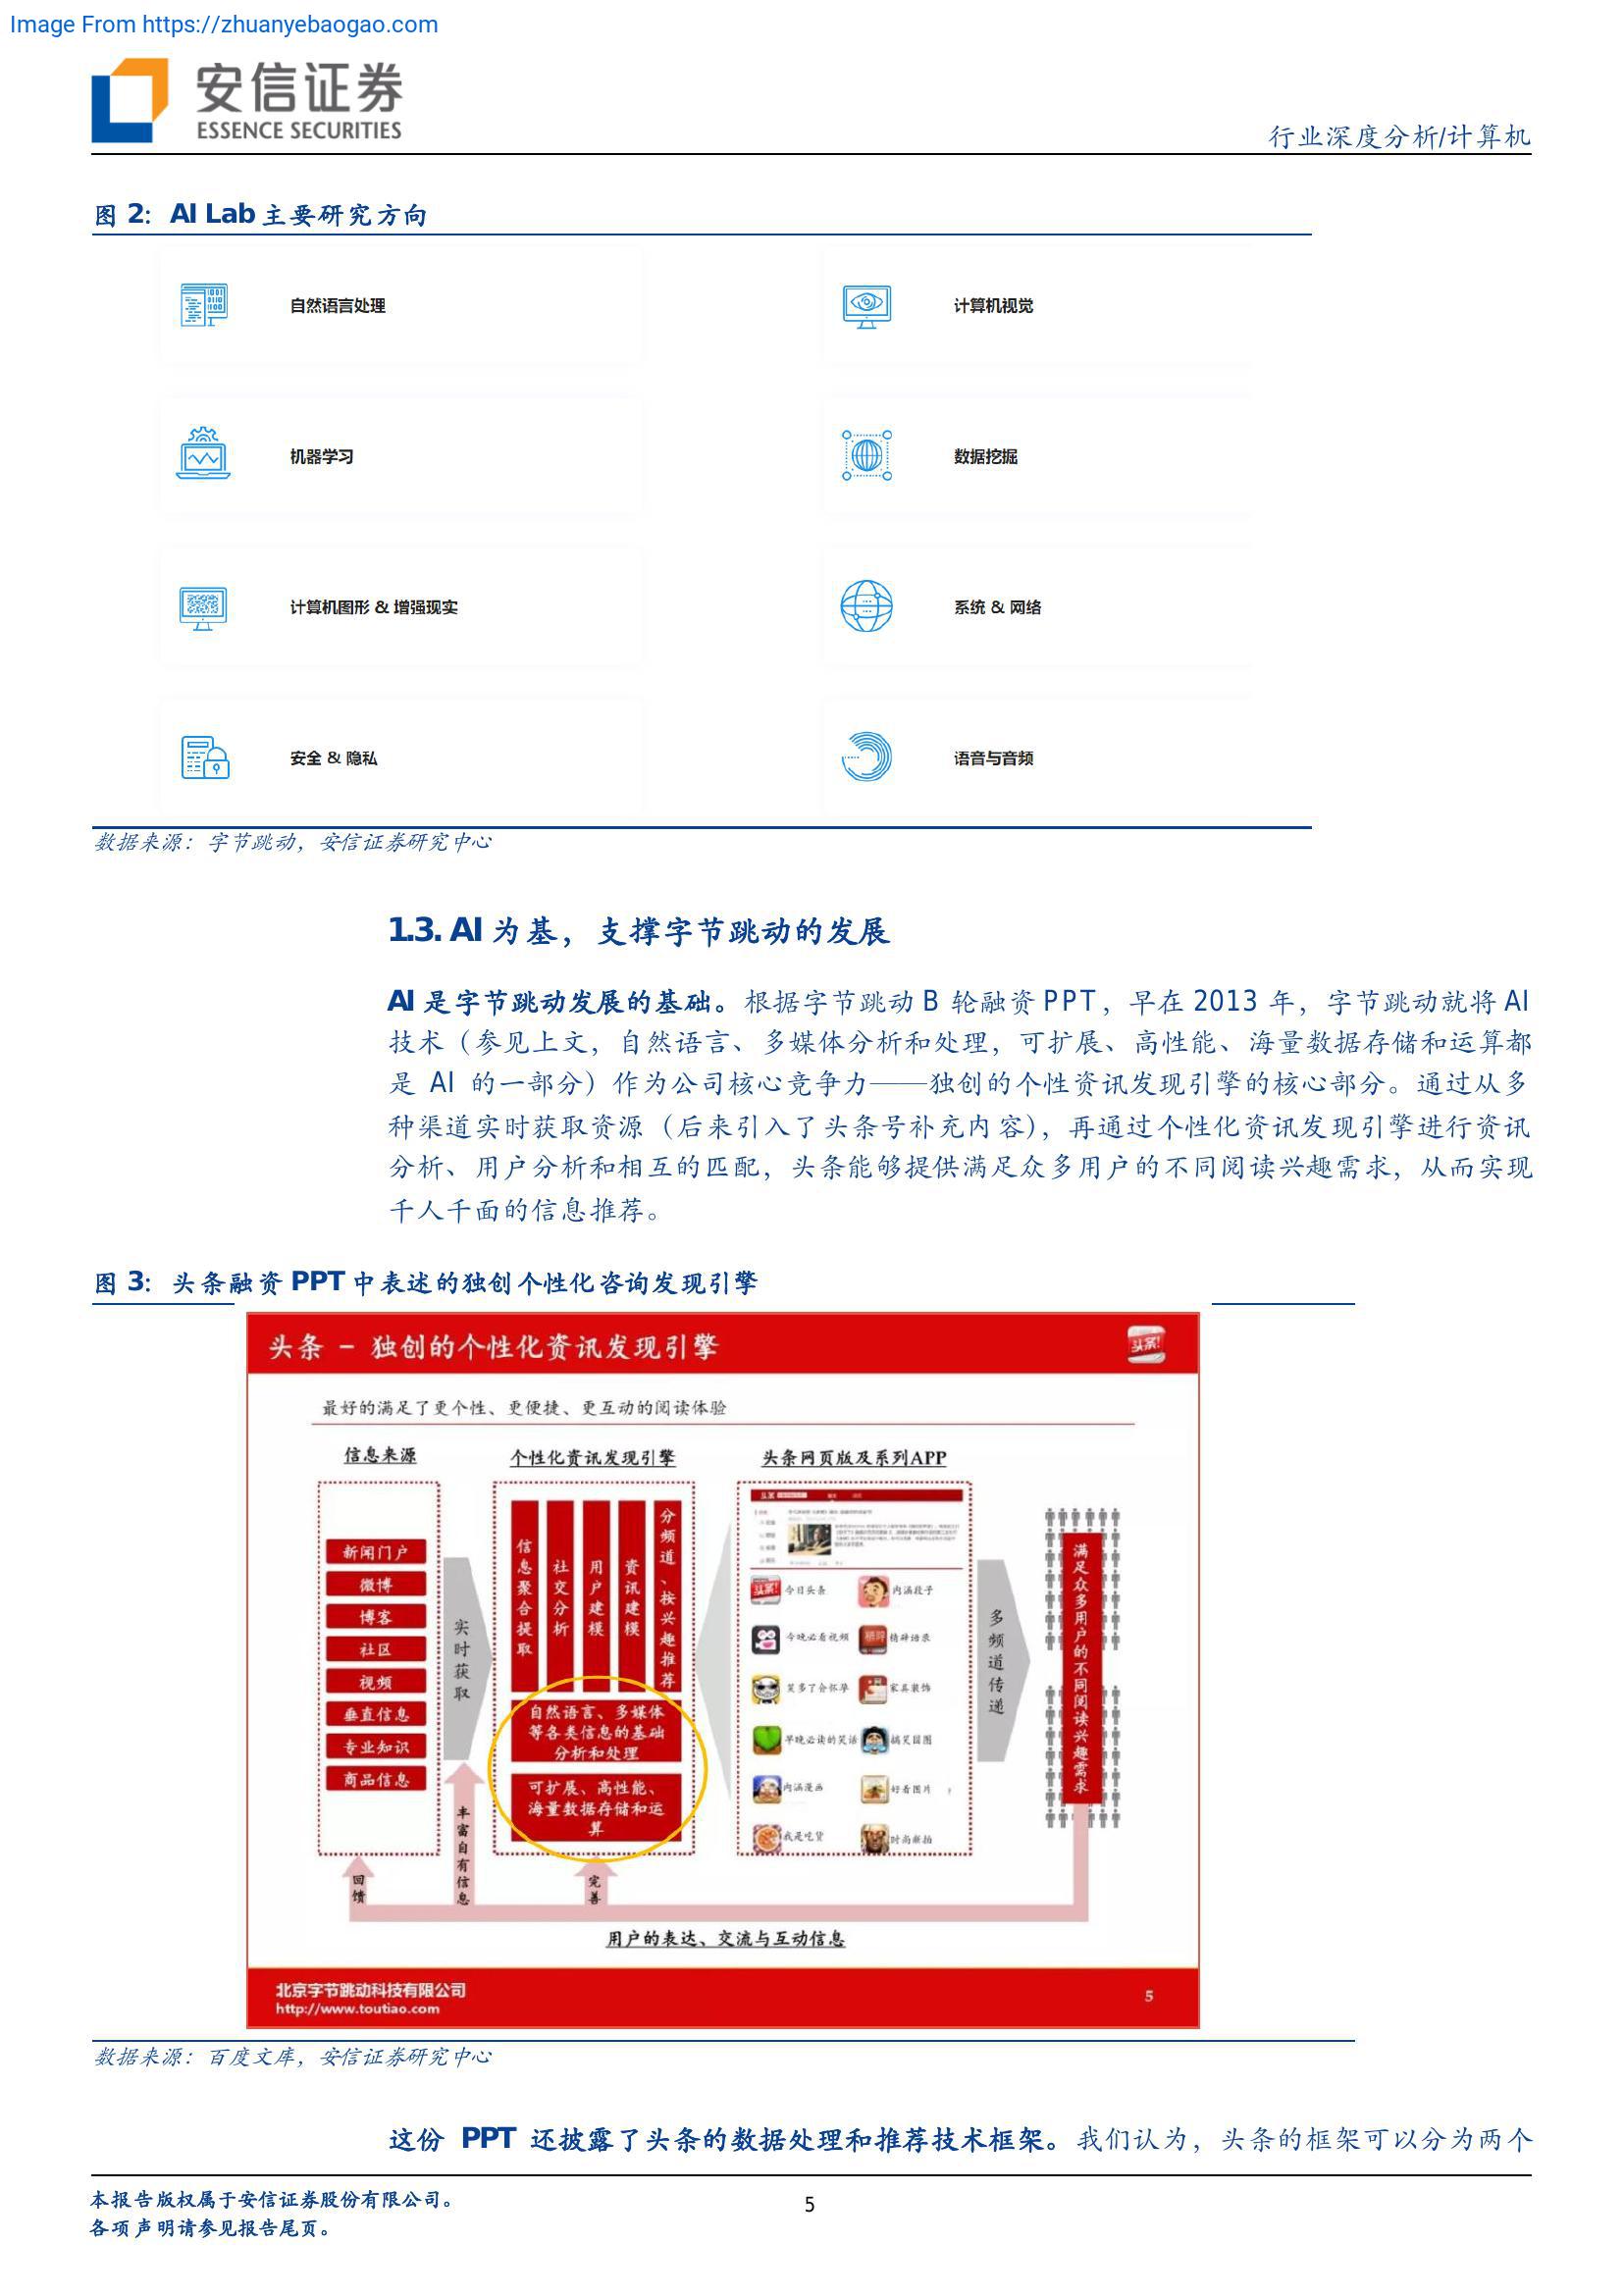 Image From https://zhuanyebaogao.com
安信证券
ESSENCE SECURITIES
行业深度分析/计算机
图 2: AI Lab 主要研究方向
自然语言处理
计算机视觉
机器学习
数据挖掘
计算机图形 & 增强现实
系统 & 网络
安全 & 隐私
语音与音频
数据来源：字节跳动，安信证券研究中心
1.3. AI 为基，支撑字节跳动的发展
AI 是字节跳动发展的基础。根据字节跳动 B 轮融资 PPT，早在 2013 年，字节跳动就将 AI
技术（参见上文，自然语言、多媒体分析和处理，可扩展、高性能、海量数据存储和运算都
是 AI 的一部分）作为公司核心竞争力——独创的个性资讯发现引擎的核心部分。通过从多
种渠道实时获取资源（后来引入了头条号补充内容），再通过个性化资讯发现引擎进行资讯
分析、用户分析和相互的匹配，头条能够提供满足众多用户的不同阅读兴趣需求，从而实现
千人千面的信息推荐。
图 3: 头条融资 PPT 中表述的独创个性化咨询发现引擎
头条 – 独创的个性化资讯发现引擎
头条!
最好的满足了更个性、更便捷、更互动的阅读体验
信息来源
新闻门户
微博
博客
社区
视频
垂直信息
专业知识
商品信息
实时获取
个性化资讯发现引擎
信息聚合提取
社交分析
用户建模
资讯建模
分频道、按兴趣推荐
自然语言、多媒体
等各类信息的基础
分析和处理
可扩展、高性能、
海量数据存储和运
算
头条网页版及系列APP
头条!
今日头条
内涵段子
今晚必看视频
精辟语录
笑多了会怀孕
家具装饰
早晚必读的笑话
搞笑囧图
内涵漫画
好看图片
我是吃货
时尚新拍
多频道传递
满足众多用户的不同阅读兴趣需求
回馈
丰富自有信息
完善
用户的表达、交流与互动信息
北京字节跳动科技有限公司
http://www.toutiao.com
5
数据来源：百度文库，安信证券研究中心
这份 PPT 还披露了头条的数据处理和推荐技术框架。我们认为，头条的框架可以分为两个
本报告版权属于安信证券股份有限公司。
各项声明请参见报告尾页。
5